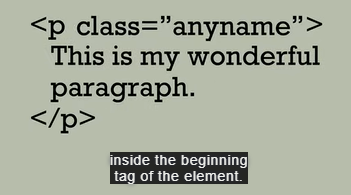 <p class=”anyname”>
This is my wonderful
paragraph.
</p>
inside the beginning
tag of the element.